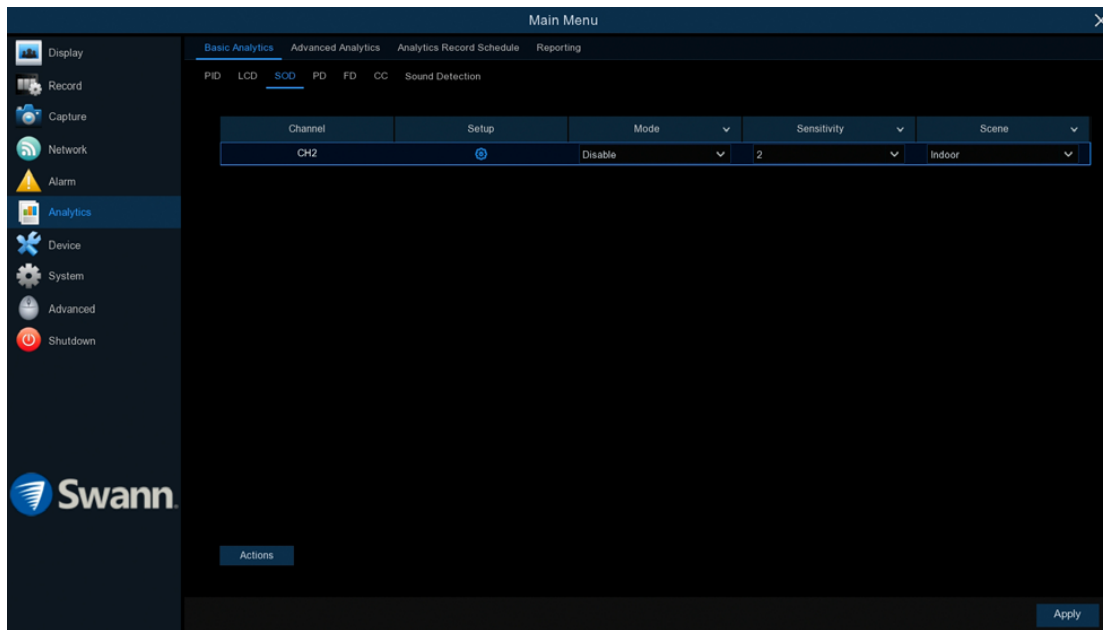 Main Menu
Display
Record
Capture
Network
Alarm
Analytics
Device
System
Advanced
Shutdown
Swann
Basic Analytics Advanced Analytics Analytics Record Schedule Reporting
PID LCD SOD PD FD CC Sound Detection
Channel Setup Mode Sensitivity Scene
CH2 Disable 2 Indoor
Actions
Apply